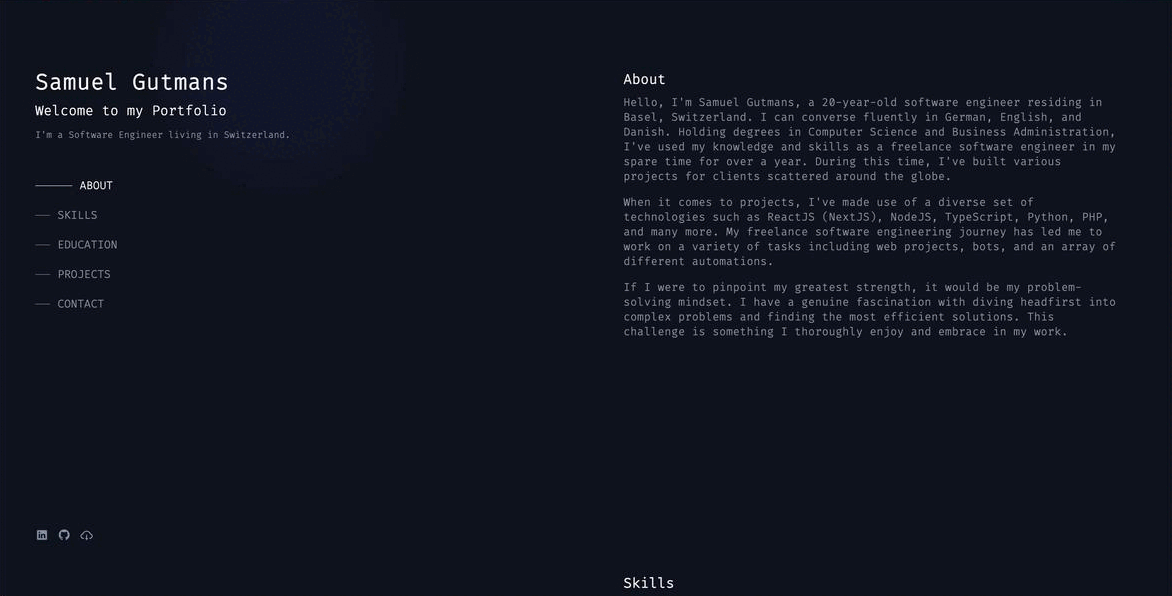 Samuel Gutmans
Welcome to my Portfolio
I'm a Software Engineer living in Switzerland.
ABOUT
SKILLS
EDUCATION
PROJECTS
CONTACT
in
About
Hello, I'm Samuel Gutmans, a 20-year-old software engineer residing in
Basel, Switzerland. I can converse fluently in German, English, and
Danish. Holding degrees in Computer Science and Business Administration,
I've used my knowledge and skills as a freelance software engineer in my
spare time for over a year. During this time, I've built various
projects for clients scattered around the globe.
When it comes to projects, I've made use of a diverse set of
technologies such as ReactJS (NextJS), NodeJS, TypeScript, Python, PHP,
and many more. My freelance software engineering journey has led me to
work on a variety of tasks including web projects, bots, and an array of
different automations.
If I were to pinpoint my greatest strength, it would be my problem-
solving mindset. I have a genuine fascination with diving headfirst into
complex problems and finding the most efficient solutions. This
challenge is something I thoroughly enjoy and embrace in my work.
Skills